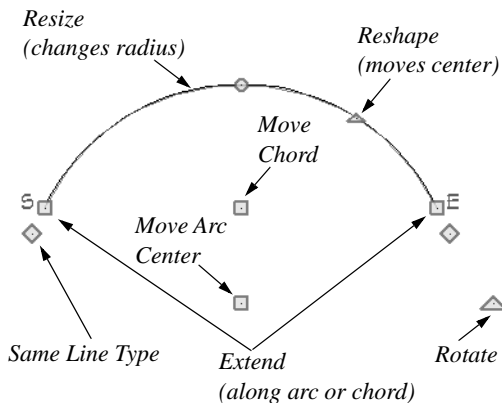 Resize
(changes radius)
Reshape
(moves center)
Move
Chord
S
E
Move Arc
Center
Same Line Type
Extend
(along arc or chord)
Rotate